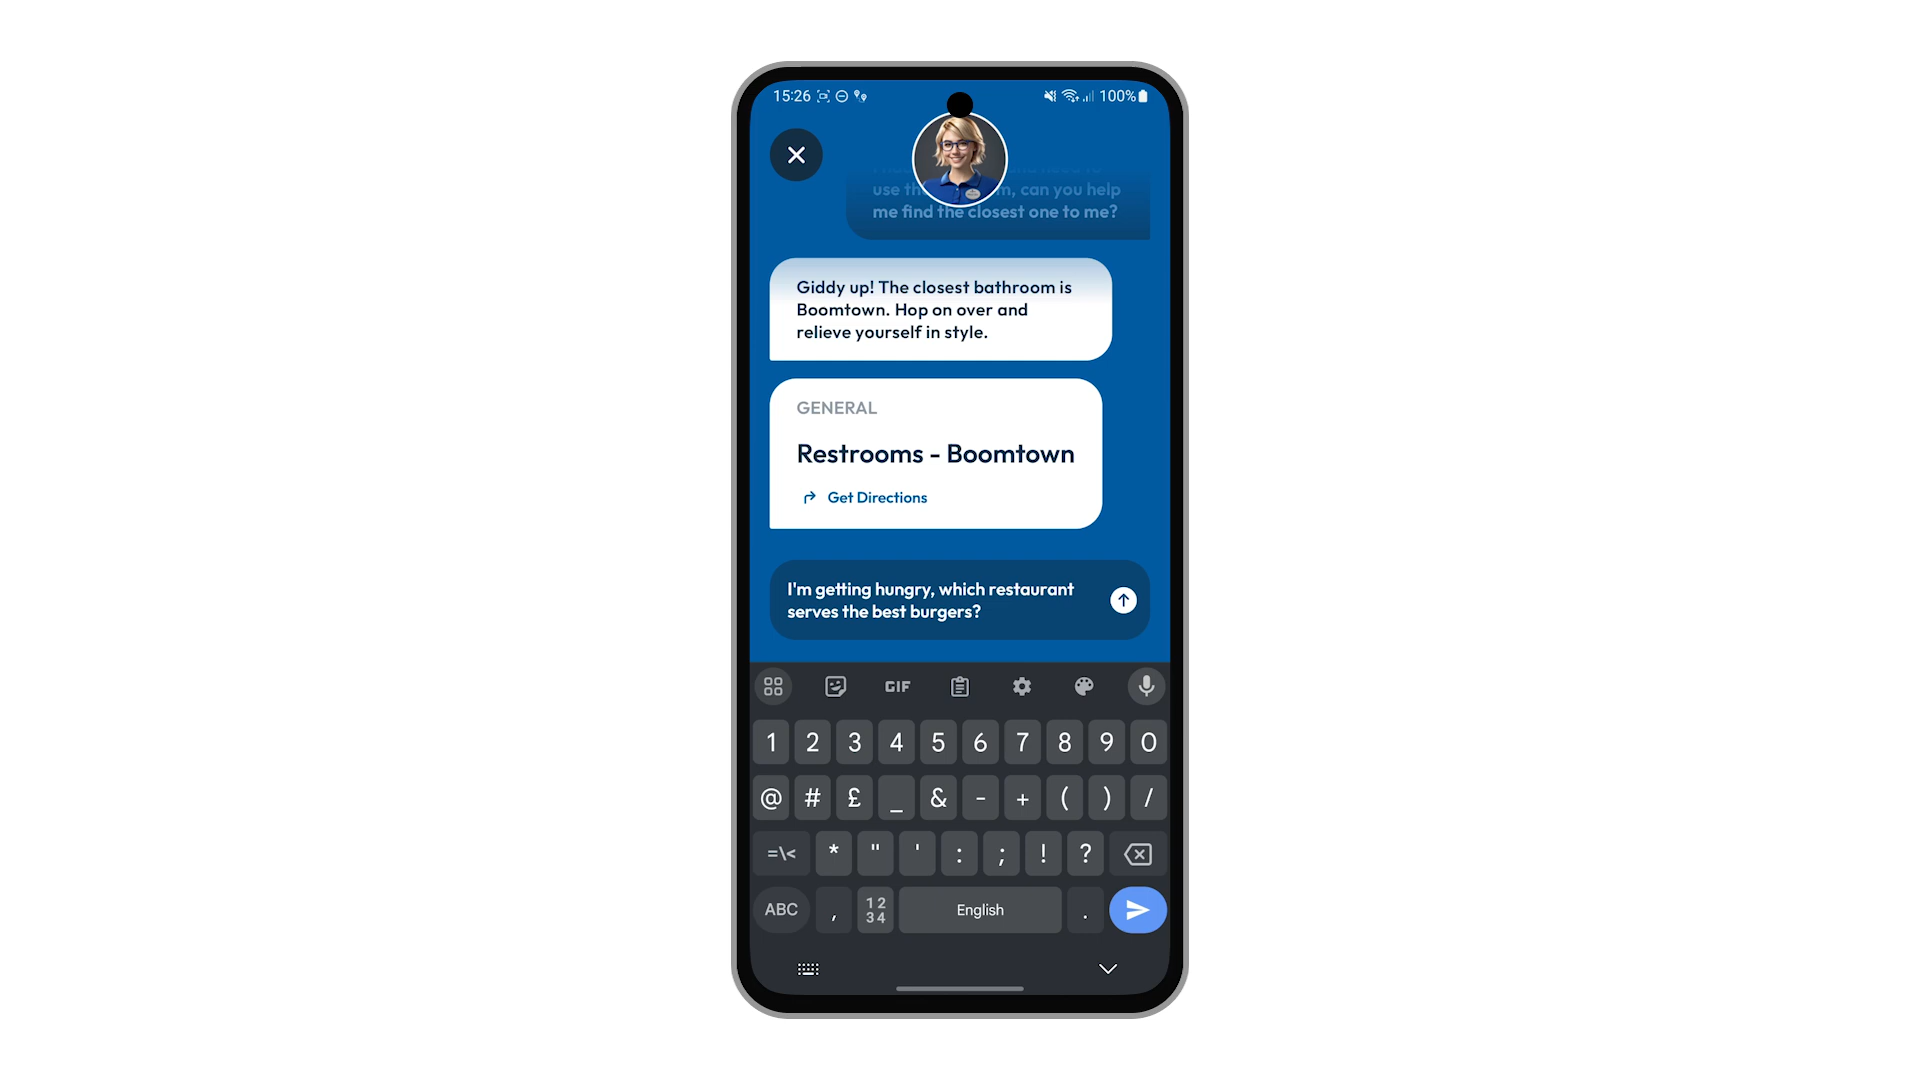 15:26
100%
use th m, can you help
me find the closest one to me?
Giddy up! The closest bathroom is
Boomtown. Hop on over and
relieve yourself in style.
GENERAL
Restrooms - Boomtown
Get Directions
I'm getting hungry, which restaurant
serves the best burgers?
GIF
1 2 3 4 5 6 7 8 9 0
@ # £ _ & - + ( ) /
=\< * " ' : ; ! ?
ABC , 12 34 English .